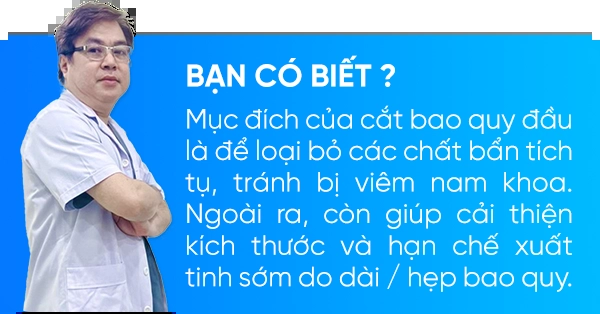 BẠN CÓ BIẾT ?
Mục đích của cắt bao quy đầu
là để loại bỏ các chất bẩn tích
tụ, tránh bị viêm nam khoa.
Ngoài ra, còn giúp cải thiện
kích thước và hạn chế xuất
tinh sớm do dài / hẹp bao quy.